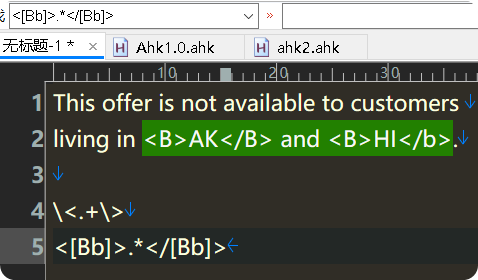 <[Bb]>.*</[Bb]> »
无标题-1 * × Ahk1.0.ahk ahk2.ahk
10 20 30
1 This offer is not available to customers↓
2 living in <B>AK</B> and <B>HI</b>.↓
3 ↓
4 \<.+\>↓
5 <[Bb]>.*</[Bb]>←